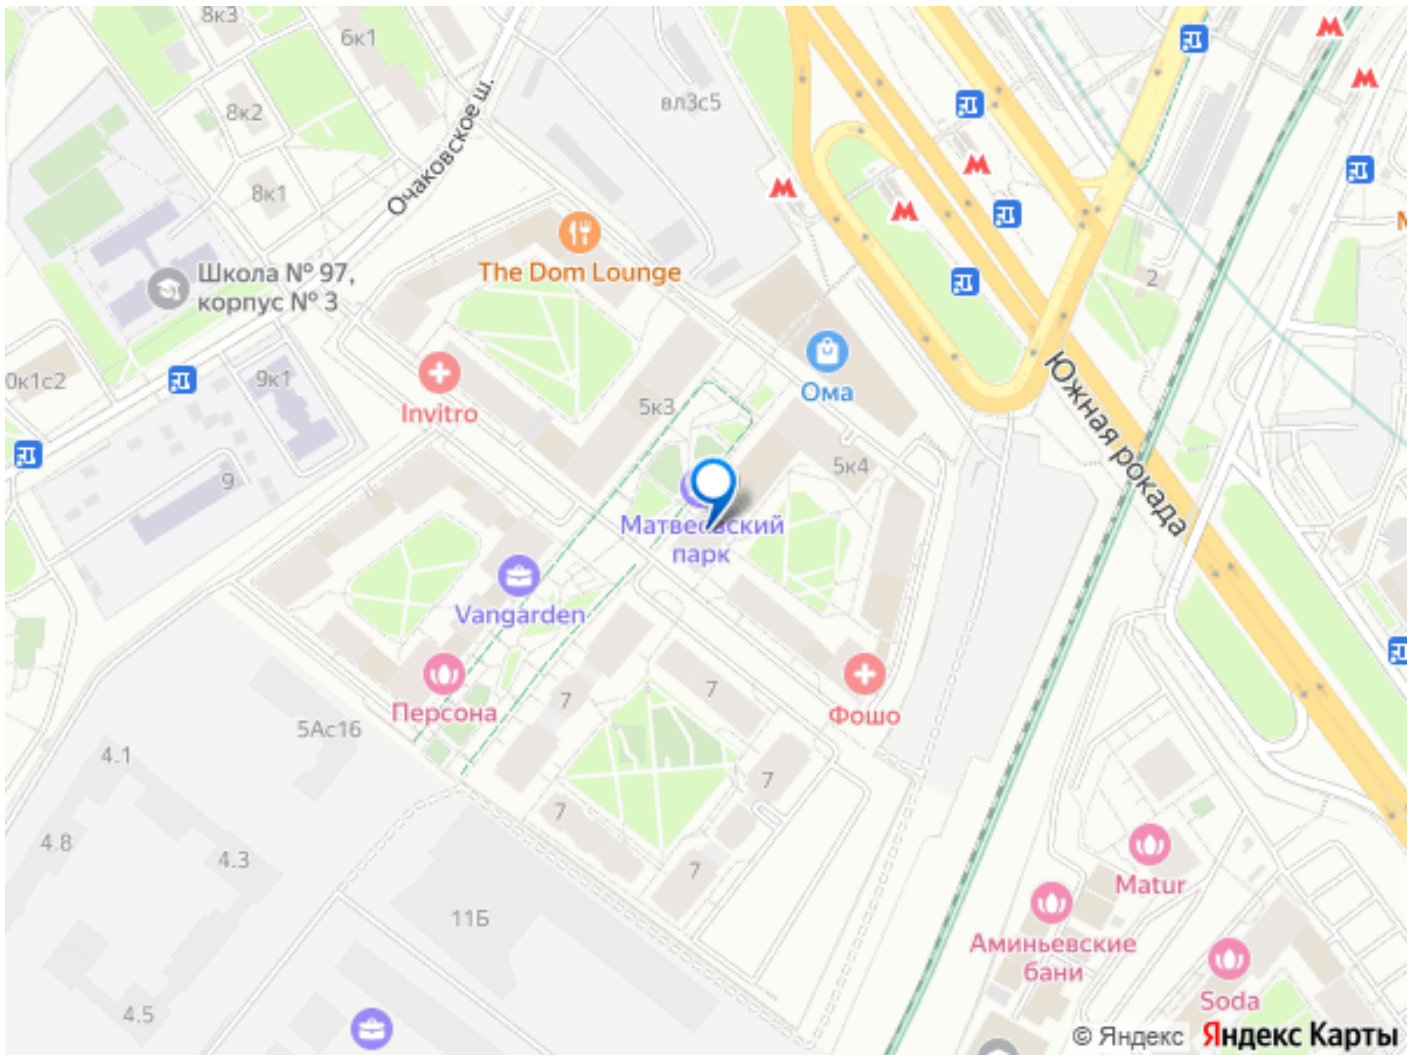 8к3
6к1
8к2
8к1
вл3с5
Очаковское ш.
Школа № 97,
корпус № 3
The Dom Lounge
2
0к1с2
9к1
Invitro
5к3
Ома
Южная рокада
9
5к4
Матвеевский
парк
Vangarden
Персона
7
7
Фошо
5Ас16
4.1
7
7
4.8
4.3
7
Matur
11Б
Аминьевские
бани
Soda
4.5
© Яндекс Яндекс Карты